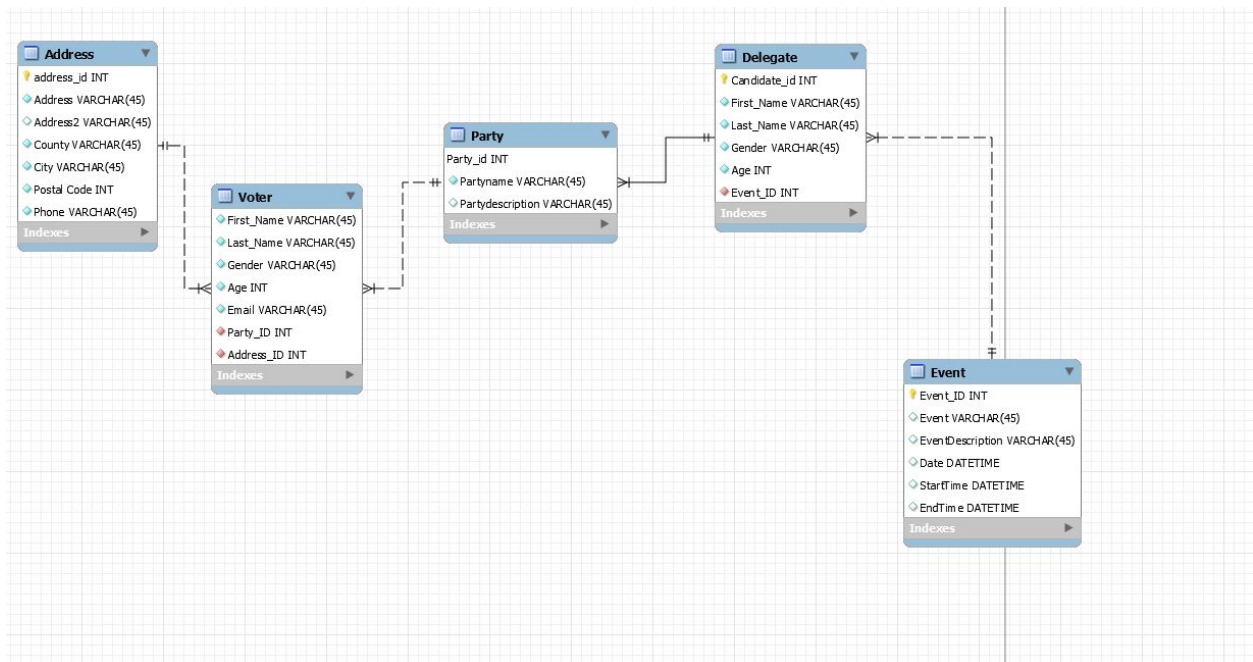 Address
address_id INT
Address VARCHAR(45)
Address2 VARCHAR(45)
County VARCHAR(45)
City VARCHAR(45)
Postal Code INT
Phone VARCHAR(45)
Indexes
Voter
First_Name VARCHAR(45)
Last_Name VARCHAR(45)
Gender VARCHAR(45)
Age INT
Email VARCHAR(45)
Party_ID INT
Address_ID INT
Indexes
Party
Party_id INT
Partyname VARCHAR(45)
Partydescription VARCHAR(45)
Indexes
Delegate
Candidate_id INT
First_Name VARCHAR(45)
Last_Name VARCHAR(45)
Gender VARCHAR(45)
Age INT
Event_ID INT
Indexes
Event
Event_ID INT
Event VARCHAR(45)
EventDescription VARCHAR(45)
Date DATETIME
StartTime DATETIME
EndTime DATETIME
Indexes